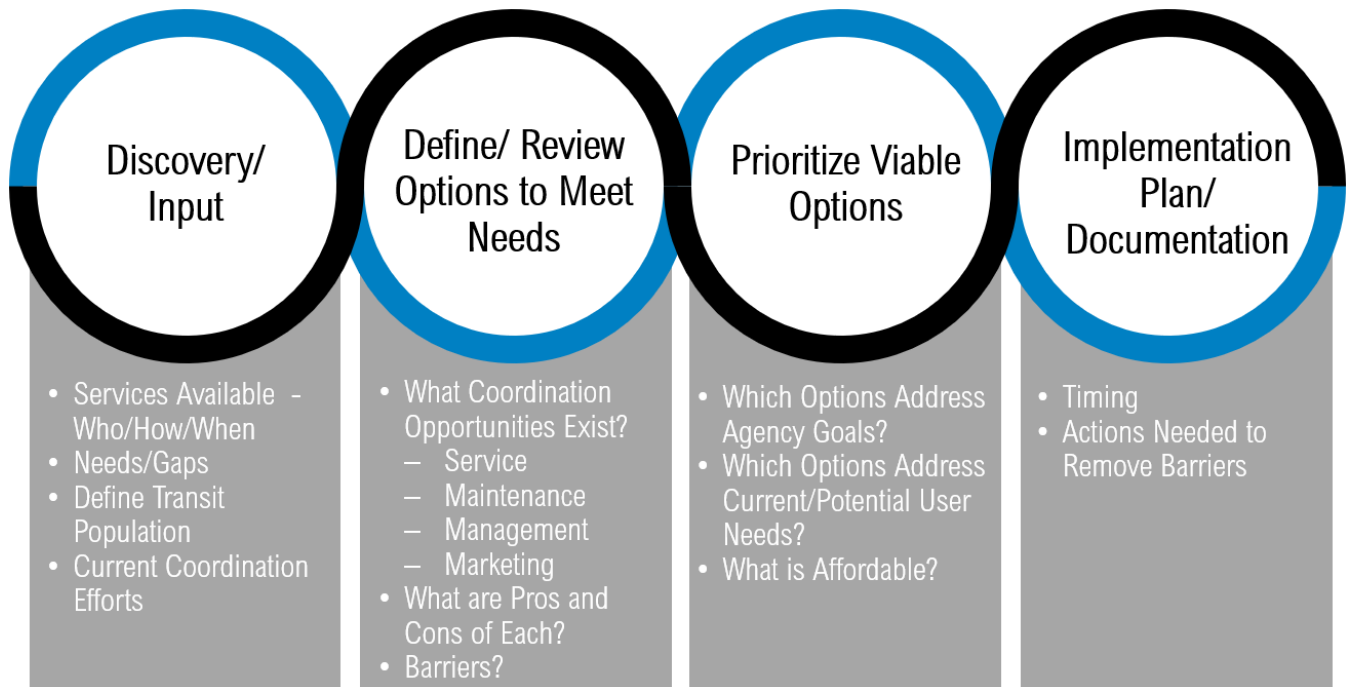 Discovery/
Input
Define/ Review
Options to Meet
Needs
Prioritize Viable
Options
Implementation
Plan/
Documentation
• Services Available -
Who/How/When
• Needs/Gaps
• Define Transit
Population
• Current Coordination
Efforts
• What Coordination
Opportunities Exist?
– Service
– Maintenance
– Management
– Marketing
• What are Pros and
Cons of Each?
• Barriers?
• Which Options Address
Agency Goals?
• Which Options Address
Current/Potential User
Needs?
• What is Affordable?
• Timing
• Actions Needed to
Remove Barriers